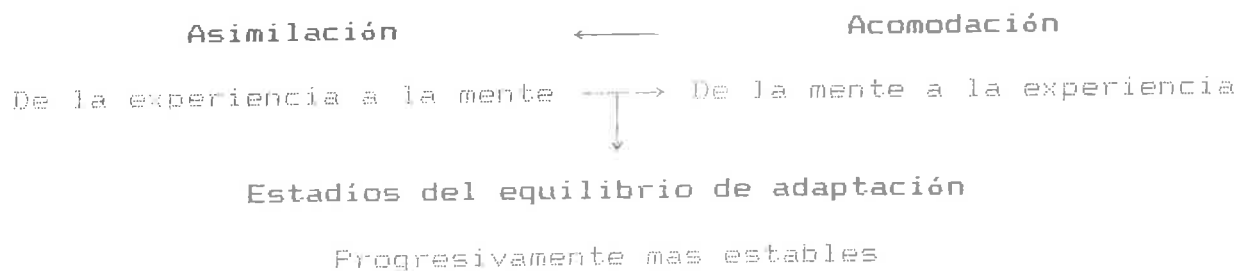 Asimilación Acomodación
De la experiencia a la mente De la mente a la experiencia
Estadíos del equilibrio de adaptación
Progresivamente mas estables